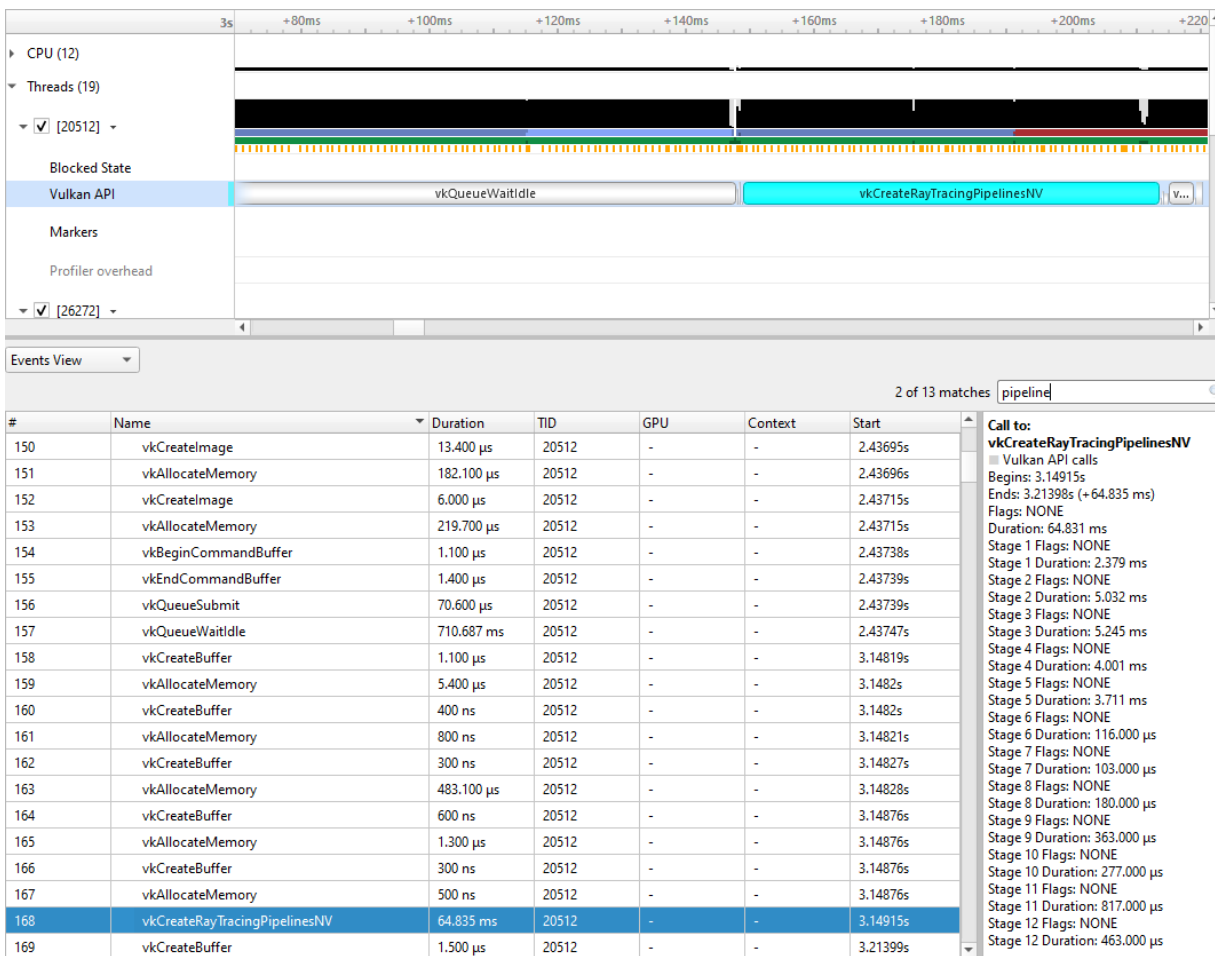 3s +80ms +100ms +120ms +140ms +160ms +180ms +200ms +220
CPU (12)
Threads (19)
[20512]
Blocked State
Vulkan API vkQueueWaitIdle vkCreateRayTracingPipelinesNV v...
Markers
Profiler overhead
[26272]
Events View
2 of 13 matches pipeline
# Name Duration TID GPU Context Start
150 vkCreateImage 13.400 µs 20512 - - 2.43695s
151 vkAllocateMemory 182.100 µs 20512 - - 2.43696s
152 vkCreateImage 6.000 µs 20512 - - 2.43715s
153 vkAllocateMemory 219.700 µs 20512 - - 2.43715s
154 vkBeginCommandBuffer 1.100 µs 20512 - - 2.43738s
155 vkEndCommandBuffer 1.400 µs 20512 - - 2.43739s
156 vkQueueSubmit 70.600 µs 20512 - - 2.43739s
157 vkQueueWaitIdle 710.687 ms 20512 - - 2.43747s
158 vkCreateBuffer 1.100 µs 20512 - - 3.14819s
159 vkAllocateMemory 5.400 µs 20512 - - 3.1482s
160 vkCreateBuffer 400 ns 20512 - - 3.1482s
161 vkAllocateMemory 800 ns 20512 - - 3.14821s
162 vkCreateBuffer 300 ns 20512 - - 3.14827s
163 vkAllocateMemory 483.100 µs 20512 - - 3.14828s
164 vkCreateBuffer 600 ns 20512 - - 3.14876s
165 vkAllocateMemory 1.300 µs 20512 - - 3.14876s
166 vkCreateBuffer 300 ns 20512 - - 3.14876s
167 vkAllocateMemory 500 ns 20512 - - 3.14876s
168 vkCreateRayTracingPipelinesNV 64.835 ms 20512 - - 3.14915s
169 vkCreateBuffer 1.500 µs 20512 - - 3.21399s
Call to:
vkCreateRayTracingPipelinesNV
Vulkan API calls
Begins: 3.14915s
Ends: 3.21398s (+64.835 ms)
Flags: NONE
Duration: 64.831 ms
Stage 1 Flags: NONE
Stage 1 Duration: 2.379 ms
Stage 2 Flags: NONE
Stage 2 Duration: 5.032 ms
Stage 3 Flags: NONE
Stage 3 Duration: 5.245 ms
Stage 4 Flags: NONE
Stage 4 Duration: 4.001 ms
Stage 5 Flags: NONE
Stage 5 Duration: 3.711 ms
Stage 6 Flags: NONE
Stage 6 Duration: 116.000 µs
Stage 7 Flags: NONE
Stage 7 Duration: 103.000 µs
Stage 8 Flags: NONE
Stage 8 Duration: 180.000 µs
Stage 9 Flags: NONE
Stage 9 Duration: 363.000 µs
Stage 10 Flags: NONE
Stage 10 Duration: 277.000 µs
Stage 11 Flags: NONE
Stage 11 Duration: 817.000 µs
Stage 12 Flags: NONE
Stage 12 Duration: 463.000 µs